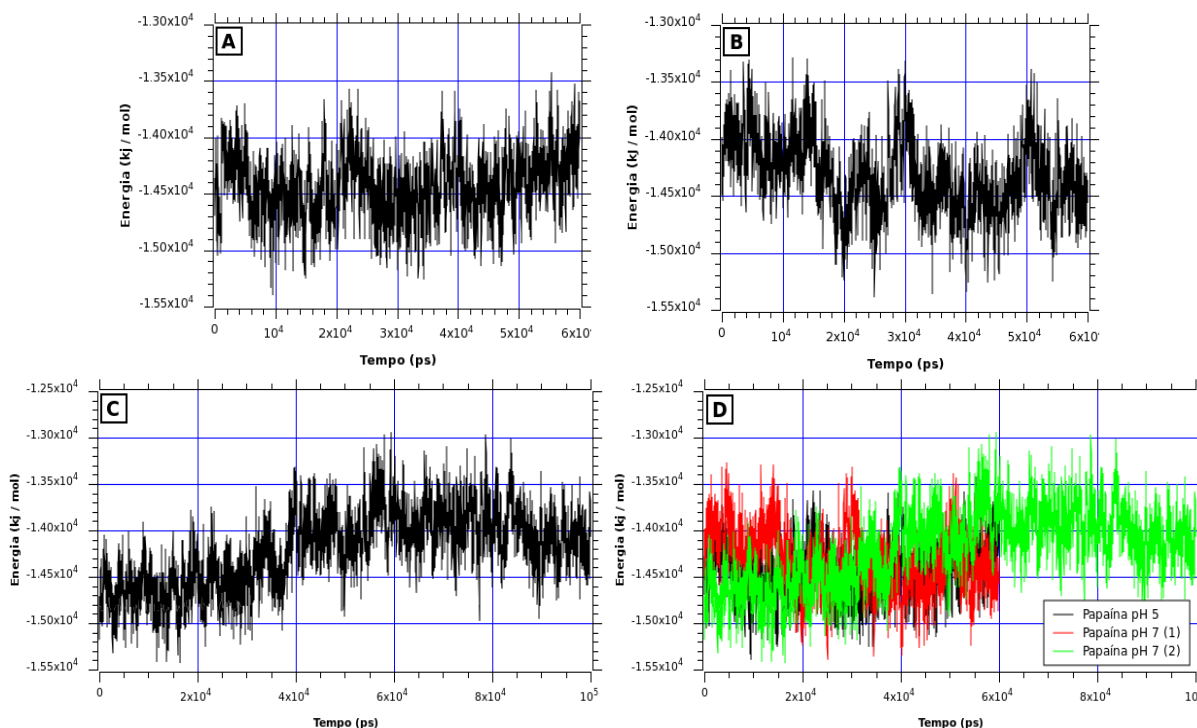 A
-1.30x10⁴
-1.35x10⁴
-1.40x10⁴
-1.45x10⁴
-1.50x10⁴
-1.55x10⁴
Energia (kj / mol)
0 10⁴ 2x10⁴ 3x10⁴ 4x10⁴ 5x10⁴ 6x10
Tempo (ps)
B
-1.30x10⁴
-1.35x10⁴
-1.40x10⁴
-1.45x10⁴
-1.50x10⁴
-1.55x10⁴
Energia (kj / mol)
0 10⁴ 2x10⁴ 3x10⁴ 4x10⁴ 5x10⁴ 6x10
Tempo (ps)
C
-1.25x10⁴
-1.30x10⁴
-1.35x10⁴
-1.40x10⁴
-1.45x10⁴
-1.50x10⁴
-1.55x10⁴
Energia (kj / mol)
0 2x10⁴ 4x10⁴ 6x10⁴ 8x10⁴ 10⁵
Tempo (ps)
D
-1.25x10⁴
-1.30x10⁴
-1.35x10⁴
-1.40x10⁴
-1.45x10⁴
-1.50x10⁴
-1.55x10⁴
Energia (kj / mol)
Papaína pH 5
Papaína pH 7 (1)
Papaína pH 7 (2)
0 2x10⁴ 4x10⁴ 6x10⁴ 8x10⁴ 10
Tempo (ps)